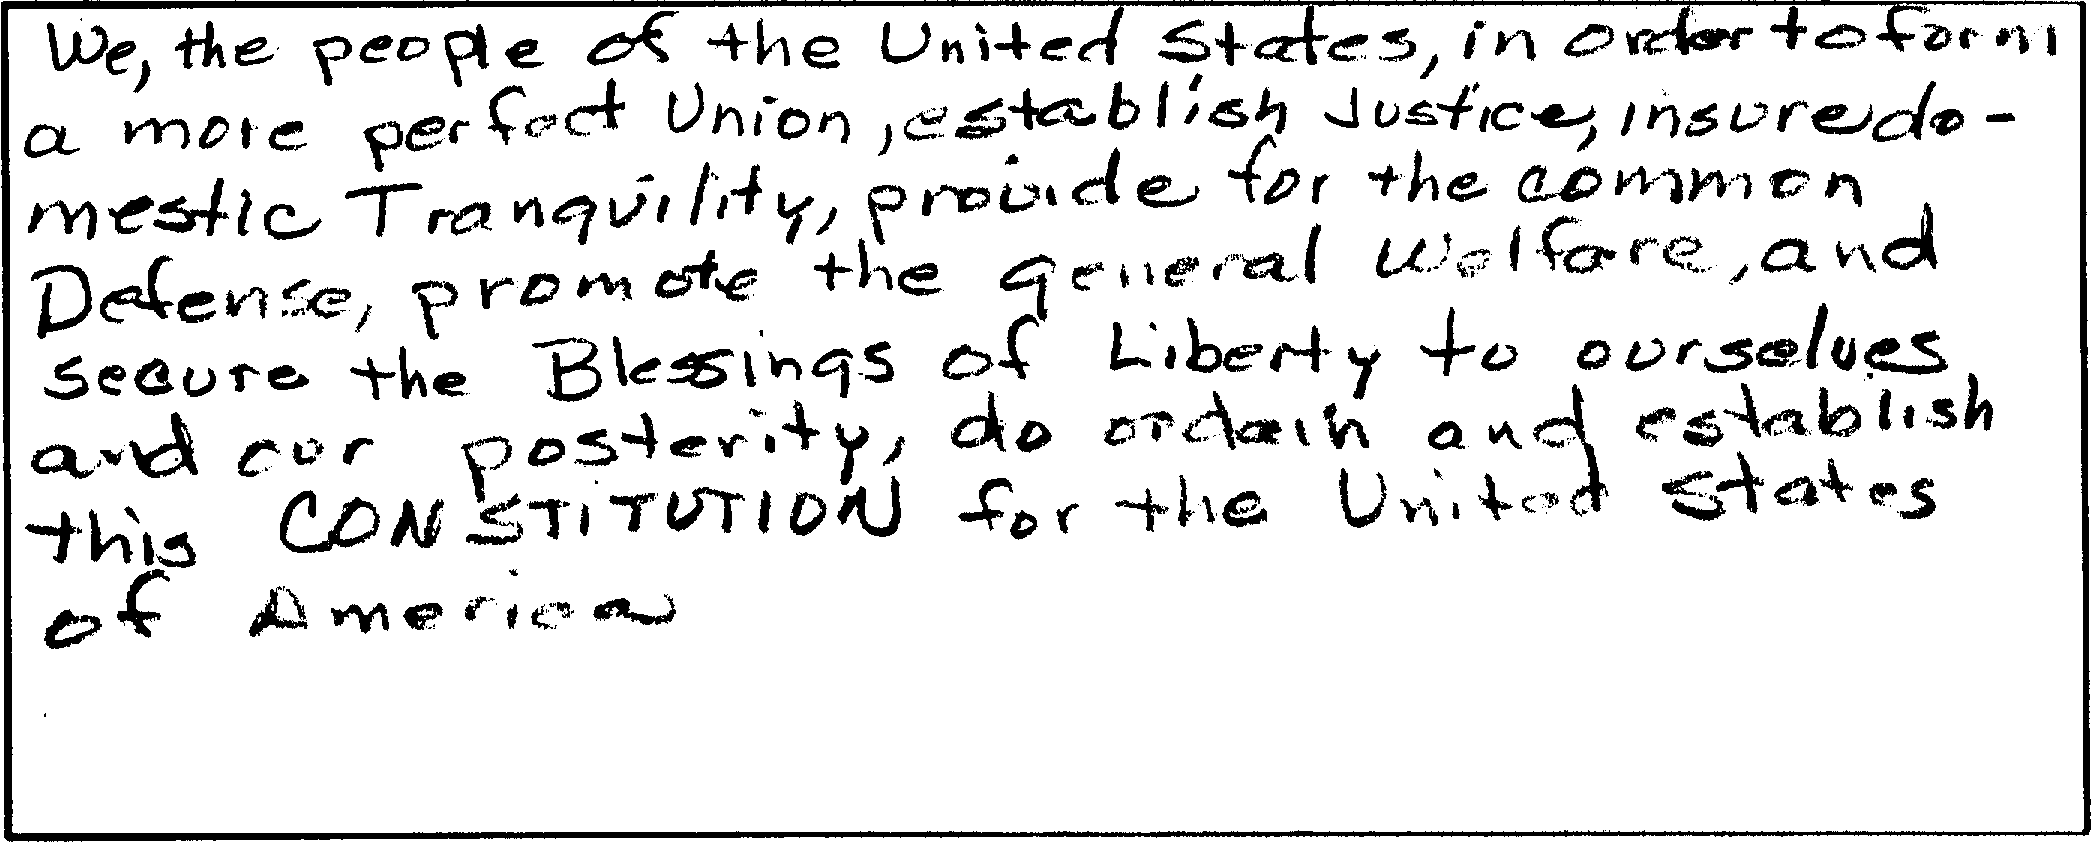 We, the people of the United States, in order to form
a more perfect Union, establish Justice, insure do-
mestic Tranquility, provide for the common
Defense, promote the general Welfare, and
secure the Blessings of Liberty to ourselves
and our posterity, do ordain and establish
this CONSTITUTION for the United States
of America